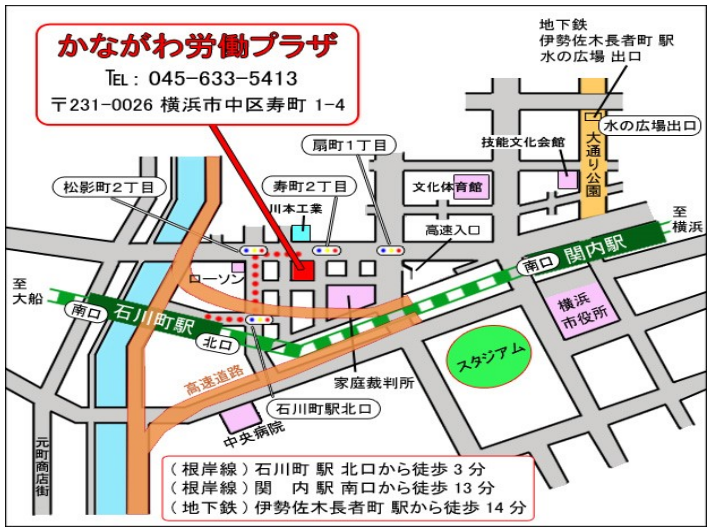 かながわ労働プラザ
TEL : 045-633-5413
〒231-0026 横浜市中区寿町 1-4
地下鉄
伊勢佐木長者町 駅
水の広場 出口
水の広場出口
大通り公園
技能文化会館
扇町1丁目
松影町2丁目
寿町2丁目
文化体育館
川本工業
高速入口
至
横浜
関内駅
南口
ローソン
至
大船
南口
石川町駅
北口
横浜
市役所
スタジアム
家庭裁判所
高速道路
石川町駅北口
中央病院
元町商店街
(根岸線) 石川町 駅 北口から徒歩 3 分
(根岸線) 関 内 駅 南口から徒歩 13 分
(地下鉄) 伊勢佐木長者町 駅から徒歩 14 分